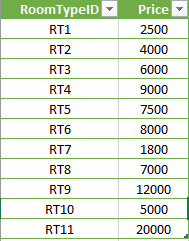 RoomTypeID Price
RT1 2500
RT2 4000
RT3 6000
RT4 9000
RT5 7500
RT6 8000
RT7 1800
RT8 7000
RT9 12000
RT10 5000
RT11 20000